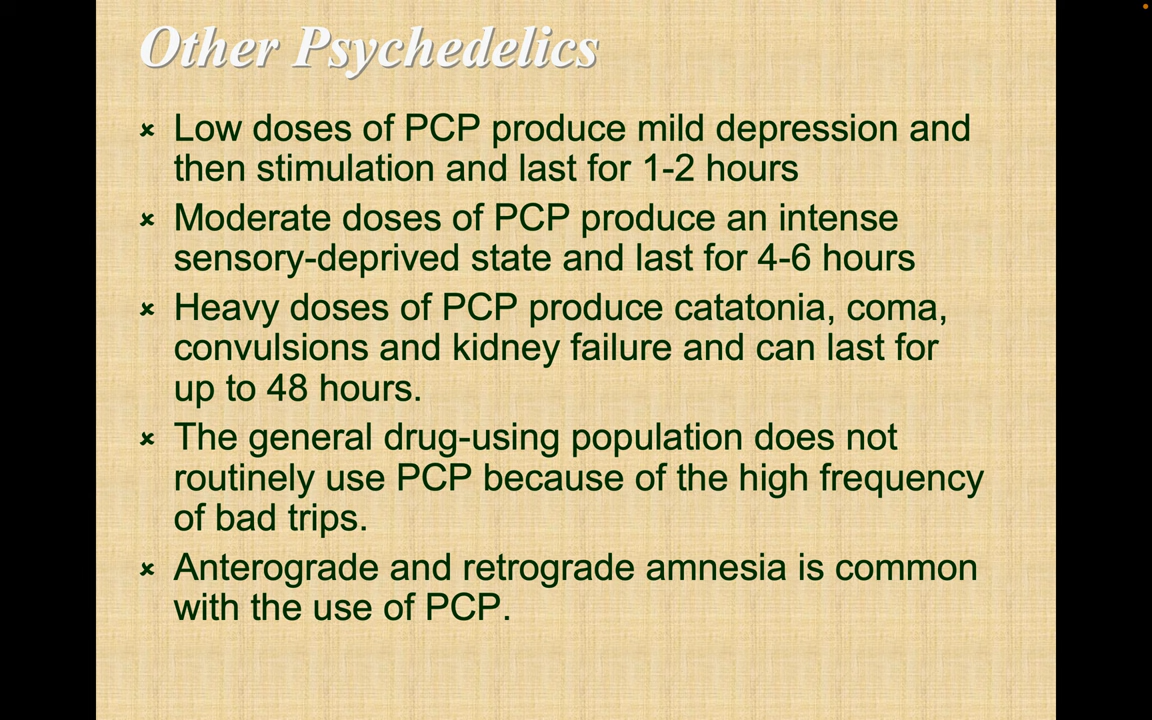 Other Psychedelics
Low doses of PCP produce mild depression and
then stimulation and last for 1-2 hours
Moderate doses of PCP produce an intense
sensory-deprived state and last for 4-6 hours
Heavy doses of PCP produce catatonia, coma,
convulsions and kidney failure and can last for
up to 48 hours.
The general drug-using population does not
routinely use PCP because of the high frequency
of bad trips.
Anterograde and retrograde amnesia is common
with the use of PCP.